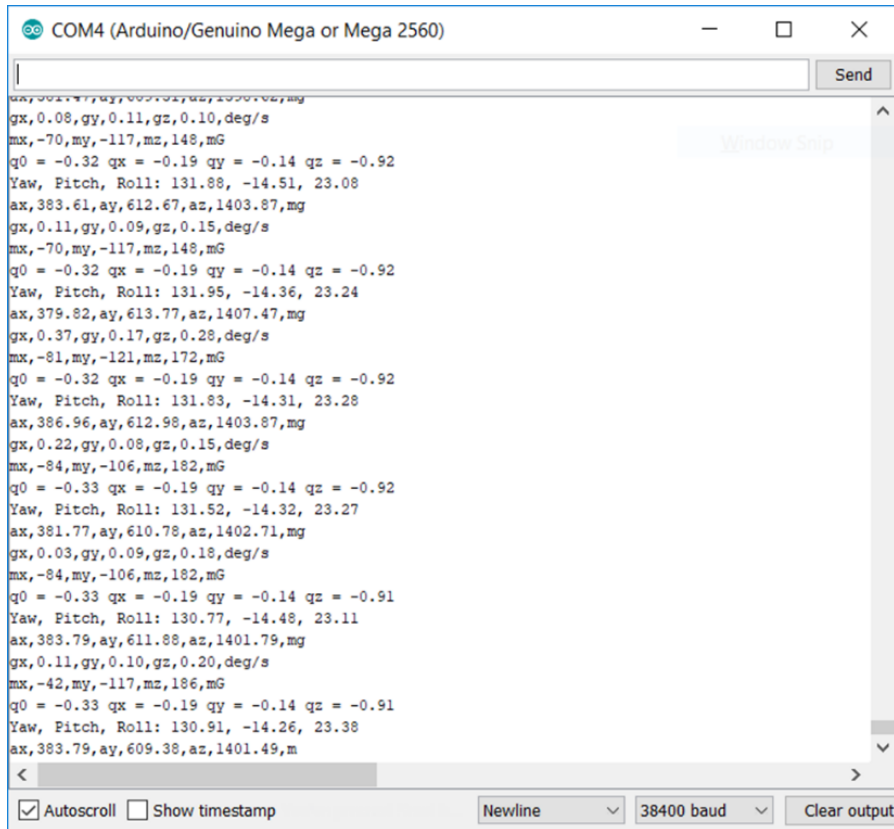 COM4 (Arduino/Genuino Mega or Mega 2560)
Send
gx,0.08,gy,0.11,gz,0.10,deg/s
mx,-70,my,-117,mz,148,mG
q0 = -0.32 qx = -0.19 qy = -0.14 qz = -0.92
Window Snip
Yaw, Pitch, Roll: 131.88, -14.51, 23.08
ax,383.61,ay,612.67,az,1403.87,mg
gx,0.11,gy,0.09,gz,0.15,deg/s
mx,-70,my,-117,mz,148,mG
q0 = -0.32 qx = -0.19 qy = -0.14 qz = -0.92
Yaw, Pitch, Roll: 131.95, -14.36, 23.24
ax,379.82,ay,613.77,az,1407.47,mg
gx,0.37,gy,0.17,gz,0.28,deg/s
mx,-81,my,-121,mz,172,mG
q0 = -0.32 qx = -0.19 qy = -0.14 qz = -0.92
Yaw, Pitch, Roll: 131.83, -14.31, 23.28
ax,386.96,ay,612.98,az,1403.87,mg
gx,0.22,gy,0.08,gz,0.15,deg/s
mx,-84,my,-106,mz,182,mG
q0 = -0.33 qx = -0.19 qy = -0.14 qz = -0.92
Yaw, Pitch, Roll: 131.52, -14.32, 23.27
ax,381.77,ay,610.78,az,1402.71,mg
gx,0.03,gy,0.09,gz,0.18,deg/s
mx,-84,my,-106,mz,182,mG
q0 = -0.33 qx = -0.19 qy = -0.14 qz = -0.91
Yaw, Pitch, Roll: 130.77, -14.48, 23.11
ax,383.79,ay,611.88,az,1401.79,mg
gx,0.11,gy,0.10,gz,0.20,deg/s
mx,-42,my,-117,mz,186,mG
q0 = -0.33 qx = -0.19 qy = -0.14 qz = -0.91
Yaw, Pitch, Roll: 130.91, -14.26, 23.38
ax,383.79,ay,609.38,az,1401.49,m
Autoscroll Show timestamp Newline 38400 baud Clear output